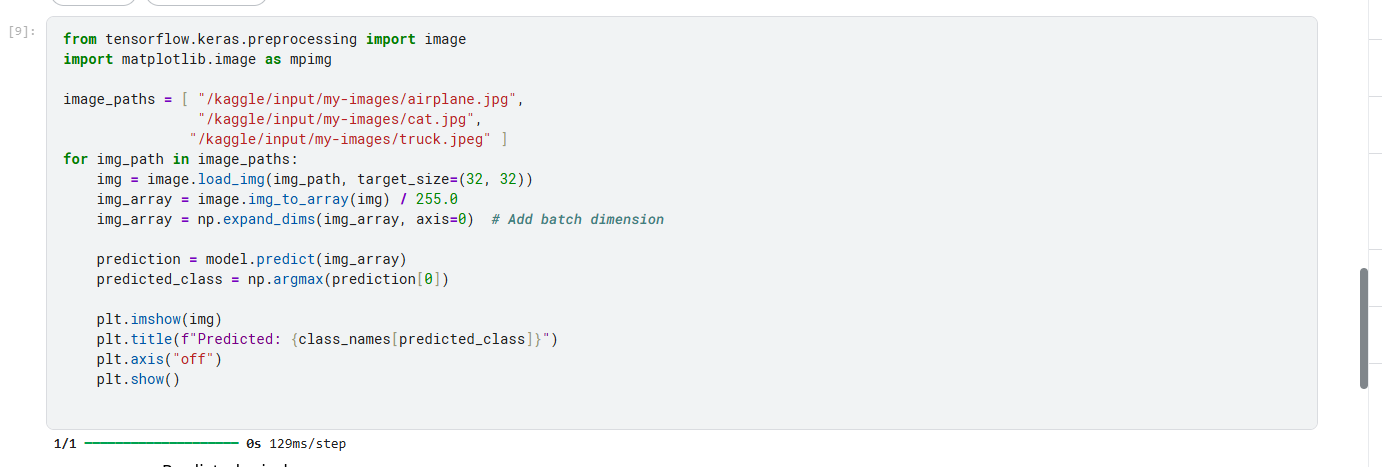 [9]:
from tensorflow.keras.preprocessing import image
import matplotlib.image as mpimg
image_paths = [ "/kaggle/input/my-images/airplane.jpg",
"/kaggle/input/my-images/cat.jpg",
"/kaggle/input/my-images/truck.jpeg" ]
for img_path in image_paths:
img = image.load_img(img_path, target_size=(32, 32))
img_array = image.img_to_array(img) / 255.0
img_array = np.expand_dims(img_array, axis=0)  # Add batch dimension
prediction = model.predict(img_array)
predicted_class = np.argmax(prediction[0])
plt.imshow(img)
plt.title(f"Predicted: {class_names[predicted_class]}")
plt.axis("off")
plt.show()
1/1 0s 129ms/step